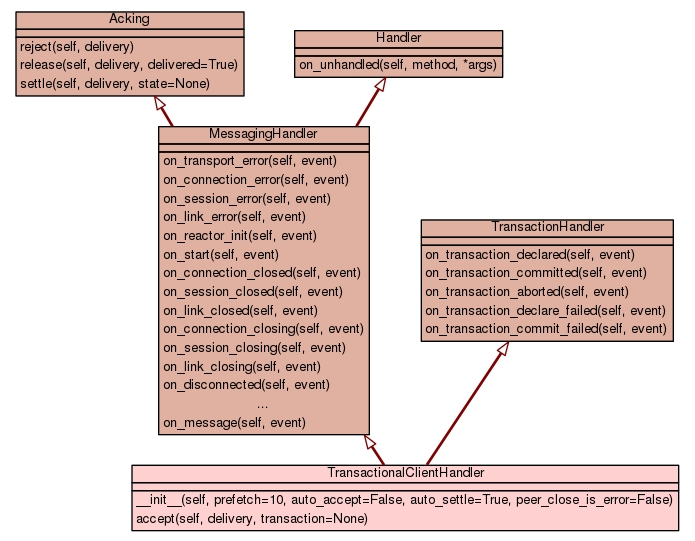 Acking
reject(self, delivery)
release(self, delivery, delivered=True)
settle(self, delivery, state=None)
Handler
on_unhandled(self, method, *args)
MessagingHandler
on_transport_error(self, event)
on_connection_error(self, event)
on_session_error(self, event)
on_link_error(self, event)
on_reactor_init(self, event)
on_start(self, event)
on_connection_closed(self, event)
on_session_closed(self, event)
on_link_closed(self, event)
on_connection_closing(self, event)
on_session_closing(self, event)
on_link_closing(self, event)
on_disconnected(self, event)
...
on_message(self, event)
TransactionHandler
on_transaction_declared(self, event)
on_transaction_committed(self, event)
on_transaction_aborted(self, event)
on_transaction_declare_failed(self, event)
on_transaction_commit_failed(self, event)
TransactionalClientHandler
__init__(self, prefetch=10, auto_accept=False, auto_settle=True, peer_close_is_error=False)
accept(self, delivery, transaction=None)